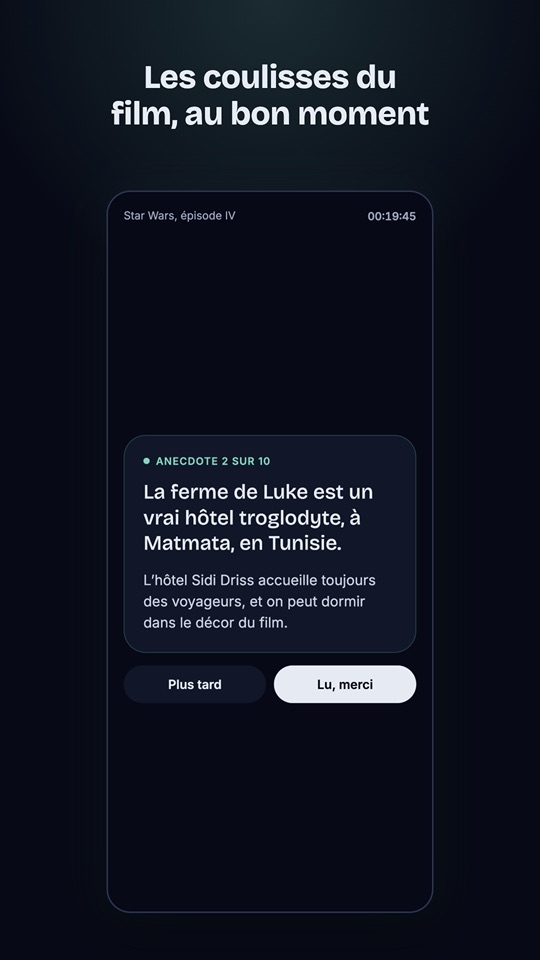 Les coulisses du
film, au bon moment
Star Wars, épisode IV
00:19:45
ANECDOTE 2 SUR 10
La ferme de Luke est un
vrai hôtel troglodyte, à
Matmata, en Tunisie.
L’hôtel Sidi Driss accueille toujours
des voyageurs, et on peut dormir
dans le décor du film.
Plus tard
Lu, merci